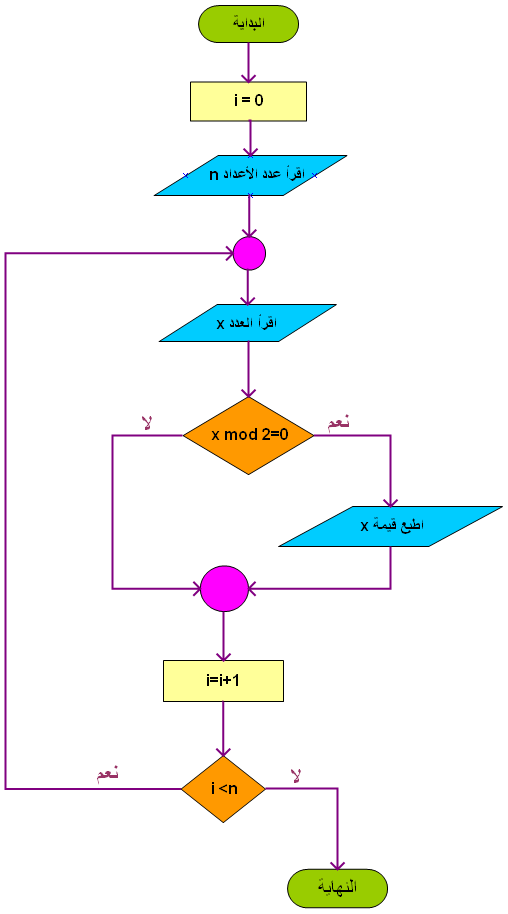 البداية
i = 0
اقرأ عدد الأعداد n
اقرأ العدد x
x mod 2=0
لا
نعم
اطبع قيمة x
i=i+1
i <n
نعم
لا
النهاية